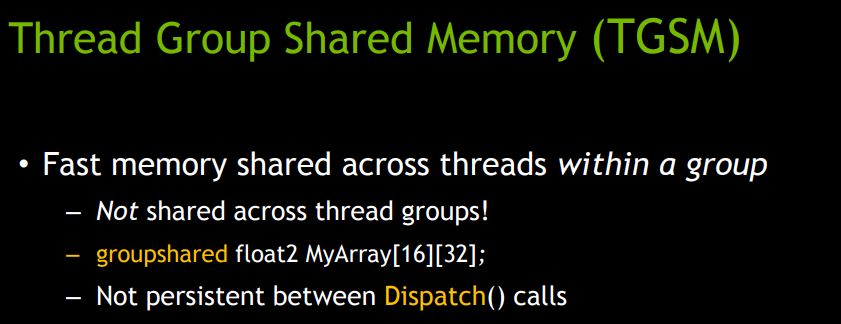 Thread Group Shared Memory (TGSM)
• Fast memory shared across threads within a group
– Not shared across thread groups!
– groupshared float2 MyArray[16][32];
– Not persistent between Dispatch() calls